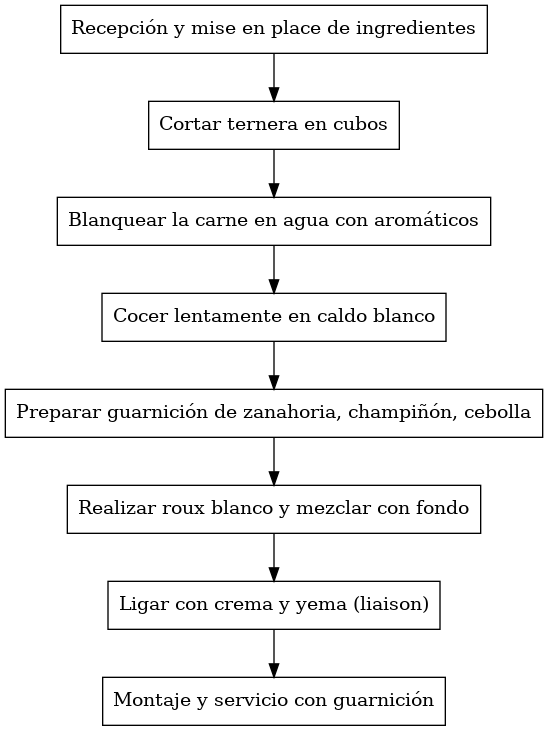 Recepción y mise en place de ingredientes
Cortar ternera en cubos
Blanquear la carne en agua con aromáticos
Cocer lentamente en caldo blanco
Preparar guarnición de zanahoria, champiñón, cebolla
Realizar roux blanco y mezclar con fondo
Ligar con crema y yema (liaison)
Montaje y servicio con guarnición